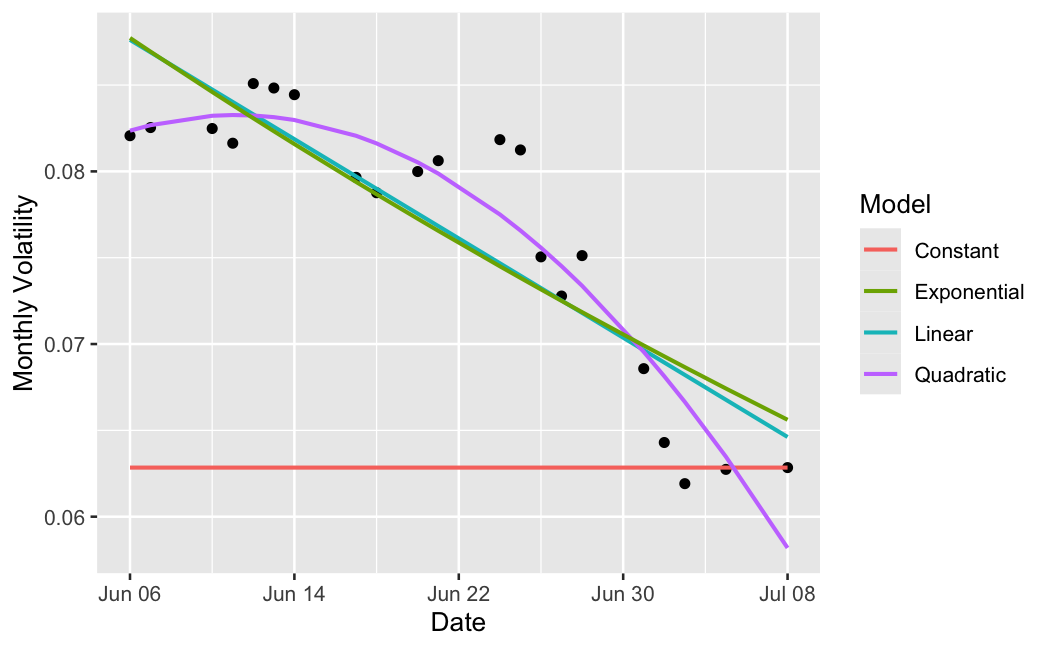 Monthly Volatility
0.08
0.07
0.06
Jun 06
Jun 14
Jun 22
Jun 30
Jul 08
Date
Model
Constant
Exponential
Linear
Quadratic